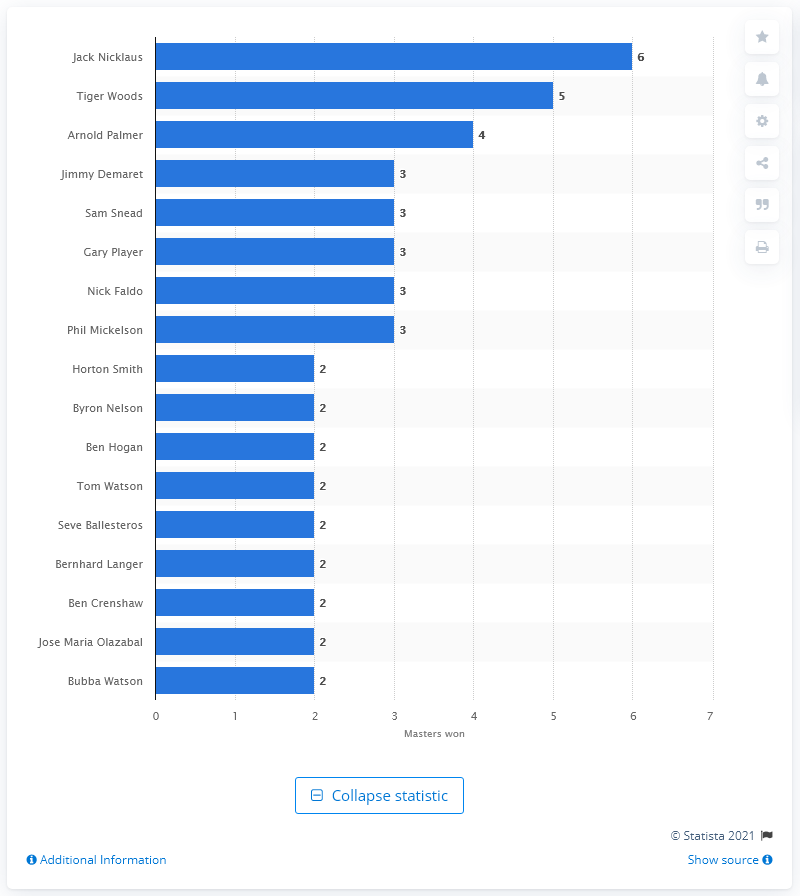 Jack Nicklaus 6
Tiger Woods 5
Arnold Palmer 4
Jimmy Demaret 3
Sam Snead 3
Gary Player 3
Nick Faldo 3
Phil Mickelson 3
Horton Smith 2
Byron Nelson 2
Ben Hogan 2
Tom Watson 2
Seve Ballesteros 2
Bernhard Langer 2
Ben Crenshaw 2
Jose Maria Olazabal 2
Bubba Watson 2
0 1 2 3 4 5 6 7
Masters won
Collapse statistic
© Statista 2021
Additional Information
Show source